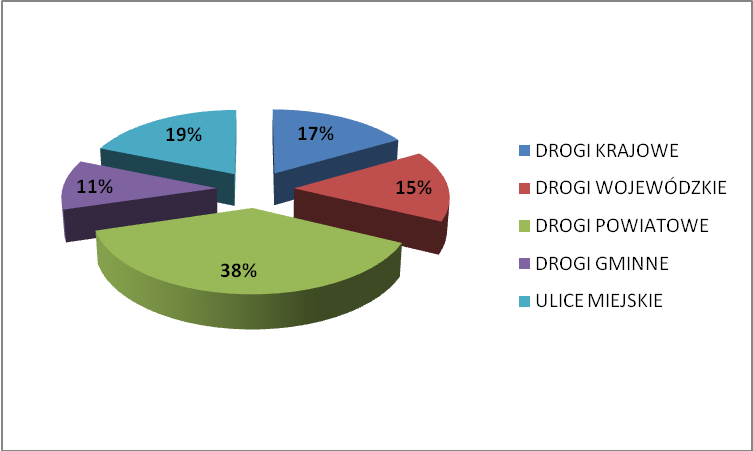 19%
17%
11%
15%
38%
DROGI KRAJOWE
DROGI WOJEWÓDZKIE
DROGI POWIATOWE
DROGI GMINNE
ULICE MIEJSKIE